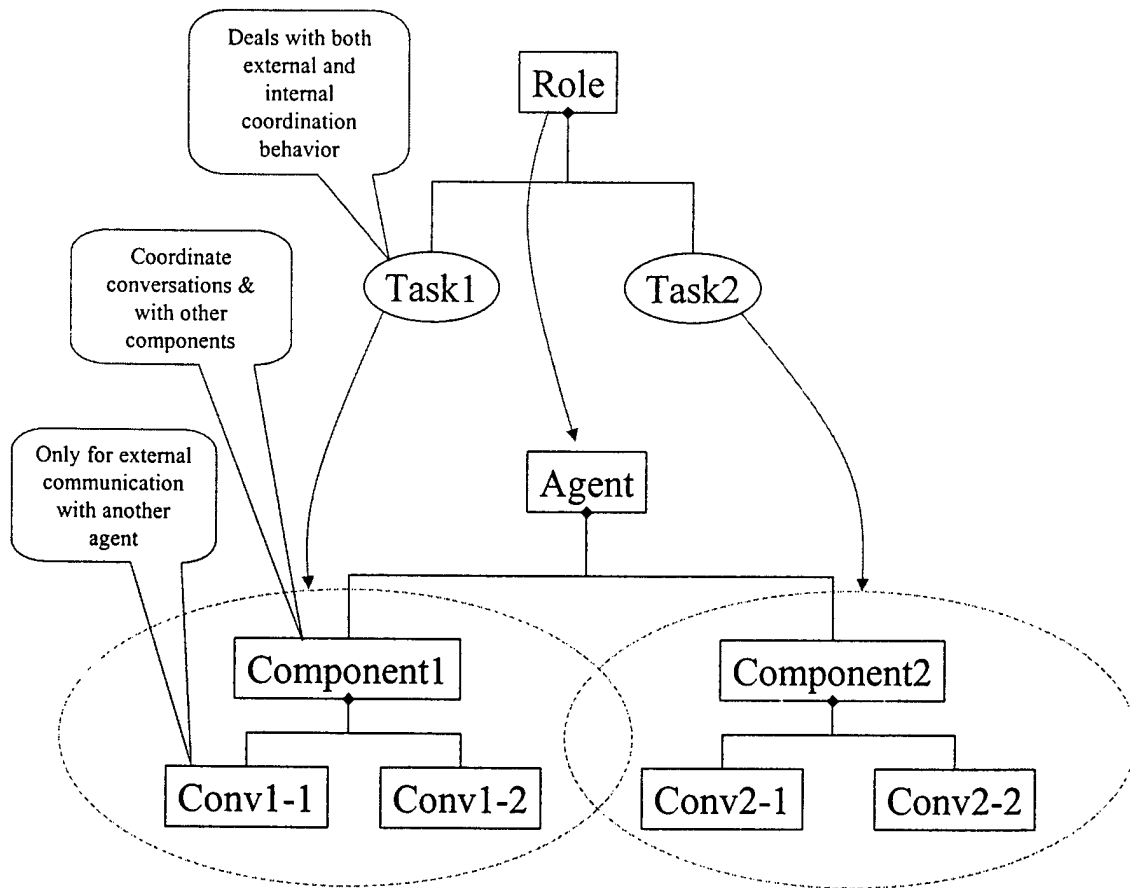 Deals with both
external and
internal
coordination
behavior
Role
Coordinate
conversations &
with other
components
Task1
Task2
Only for external
communication
with another
agent
Agent
Component1
Component2
Conv1-1
Conv1-2
Conv2-1
Conv2-2